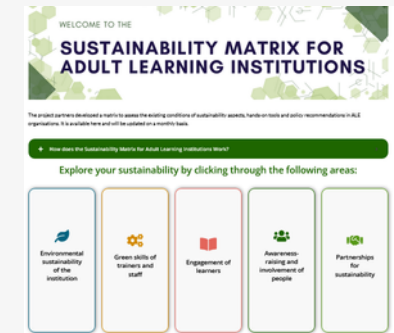 WELCOME TO THE
SUSTAINABILITY MATRIX FOR
ADULT LEARNING INSTITUTIONS
The project partners developed a matrix to assess the existing conditions of sustainability aspects, hands-on tools and policy recommendations in ALE
organisations. It is available here and will be updated on a monthly basis.
+ How does the Sustainability Matrix for Adult Learning Institutions Work?
Explore your sustainability by clicking through the following areas:
Environmental
sustainability
of the
institution
Green skills of
trainers and
staff
Engagement of
learners
Awareness-
raising and
involvement of
people
Partnerships
for
sustainability